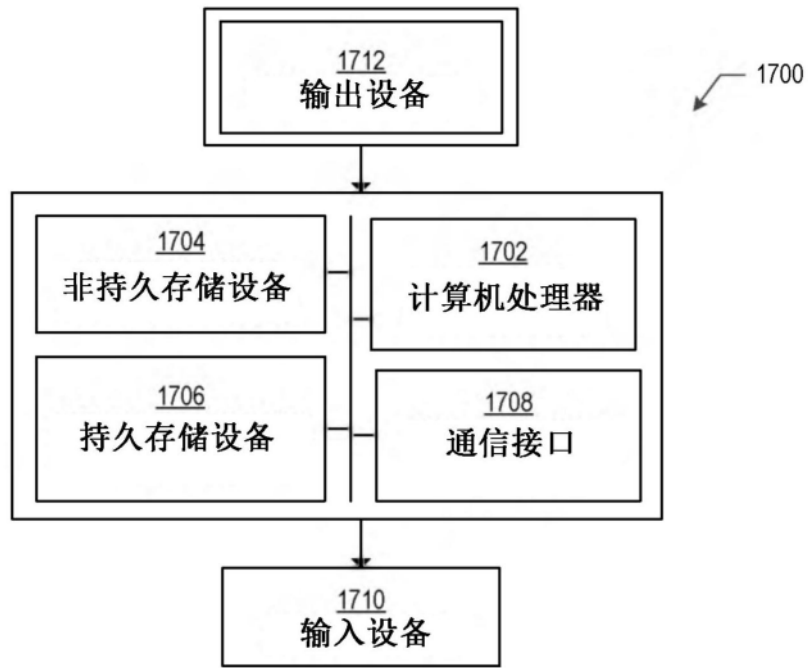 1712
输出设备
1700
1704
非持久存储设备
1702
计算机处理器
1706
持久存储设备
1708
通信接口
1710
输入设备